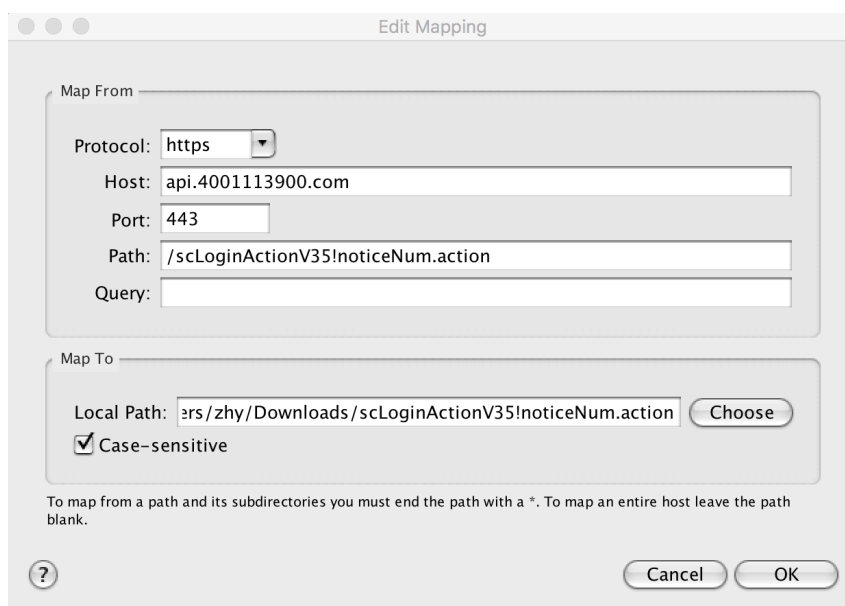 Edit Mapping
Map From
Protocol: https
Host: api.4001113900.com
Port: 443
Path: /scLoginActionV35!noticeNum.action
Query:
Map To
Local Path: ers/zhy/Downloads/scLoginActionV35!noticeNum.action Choose
Case-sensitive
To map from a path and its subdirectories you must end the path with a *. To map an entire host leave the path
blank.
? Cancel OK